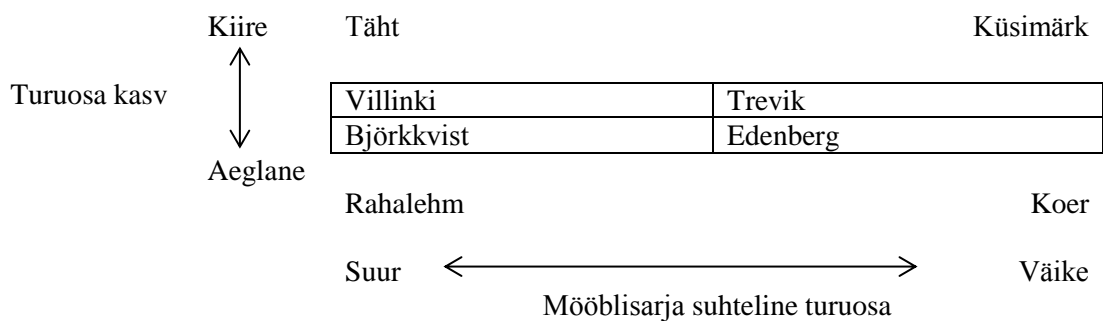 Kiire Täht Küsimärk
Turuosa kasv
Villinki Trevik
Björkkvist Edenberg
Aeglane
Rahalehm Koer
Suur Väike
Mööblisarja suhteline turuosa